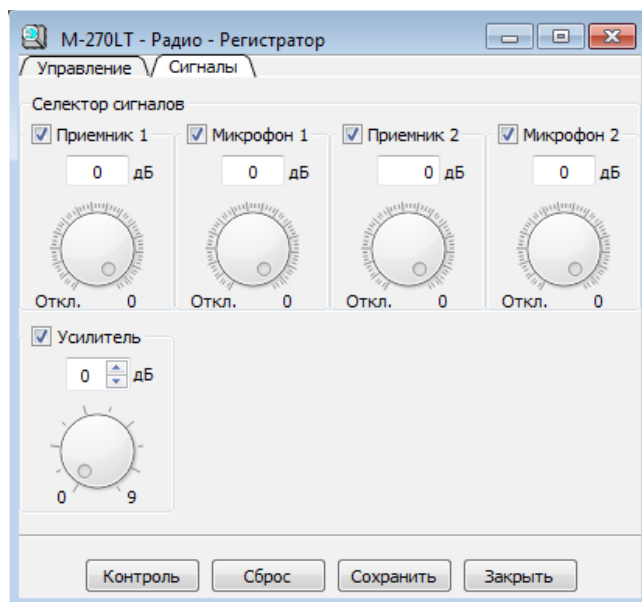 М-270LT - Радио - Регистратор
Управление Сигналы
Селектор сигналов
Приемник 1 Микрофон 1 Приемник 2 Микрофон 2
0 дБ 0 дБ 0 дБ 0 дБ
Откл. 0 Откл. 0 Откл. 0 Откл. 0
Усилитель
0 дБ
0 9
Контроль Сброс Сохранить Закрыть